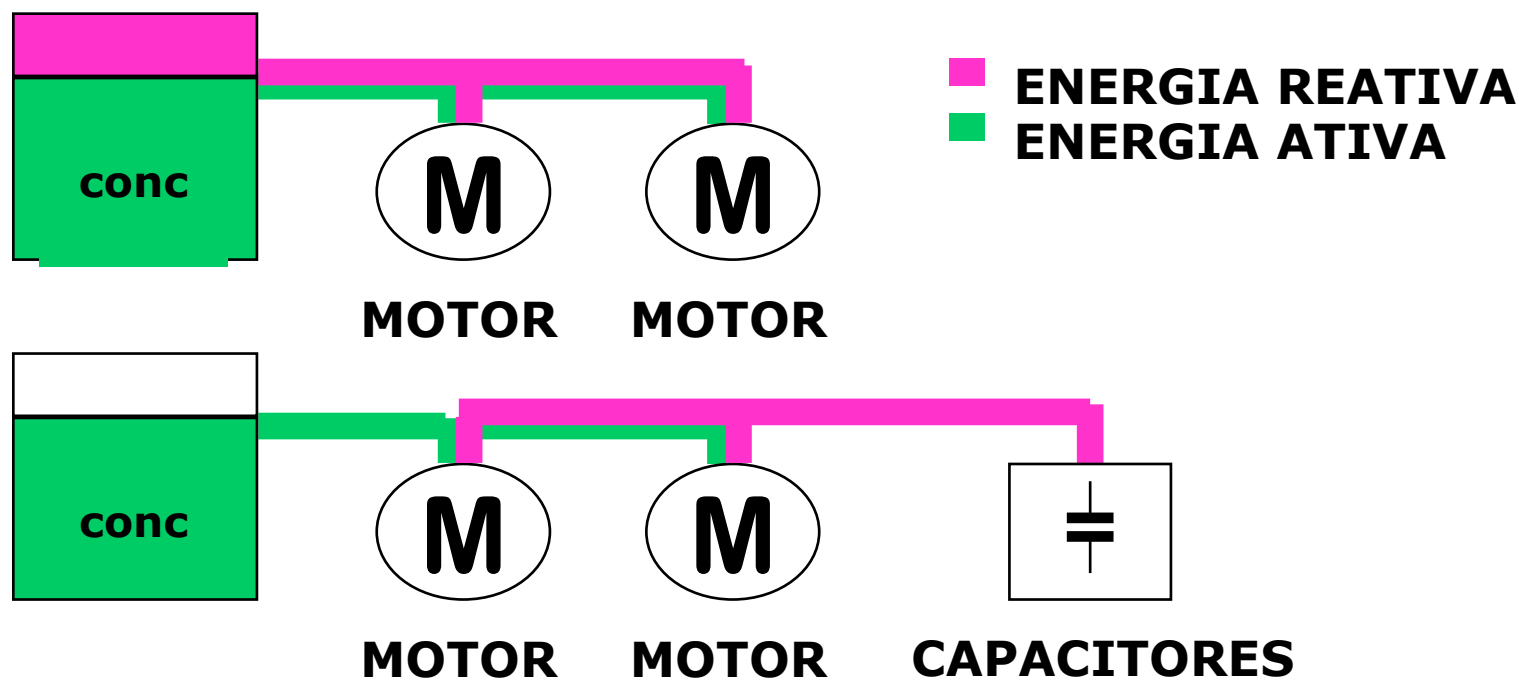 ENERGIA REATIVA
ENERGIA ATIVA
conc
M M
MOTOR MOTOR
conc
M M
MOTOR MOTOR CAPACITORES